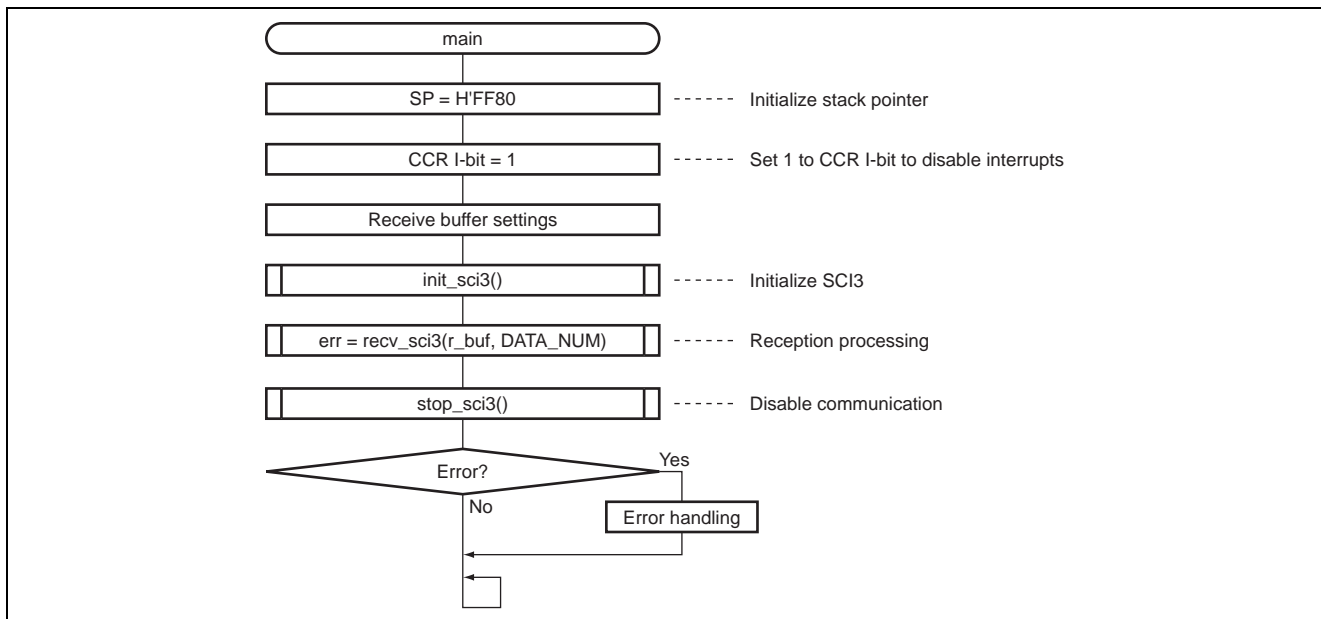 main
SP = H'FF80
------ Initialize stack pointer
CCR I-bit = 1
------ Set 1 to CCR I-bit to disable interrupts
Receive buffer settings
init_sci3()
------ Initialize SCI3
err = recv_sci3(r_buf, DATA_NUM)
------ Reception processing
stop_sci3()
------ Disable communication
Error?
Yes
No
Error handling